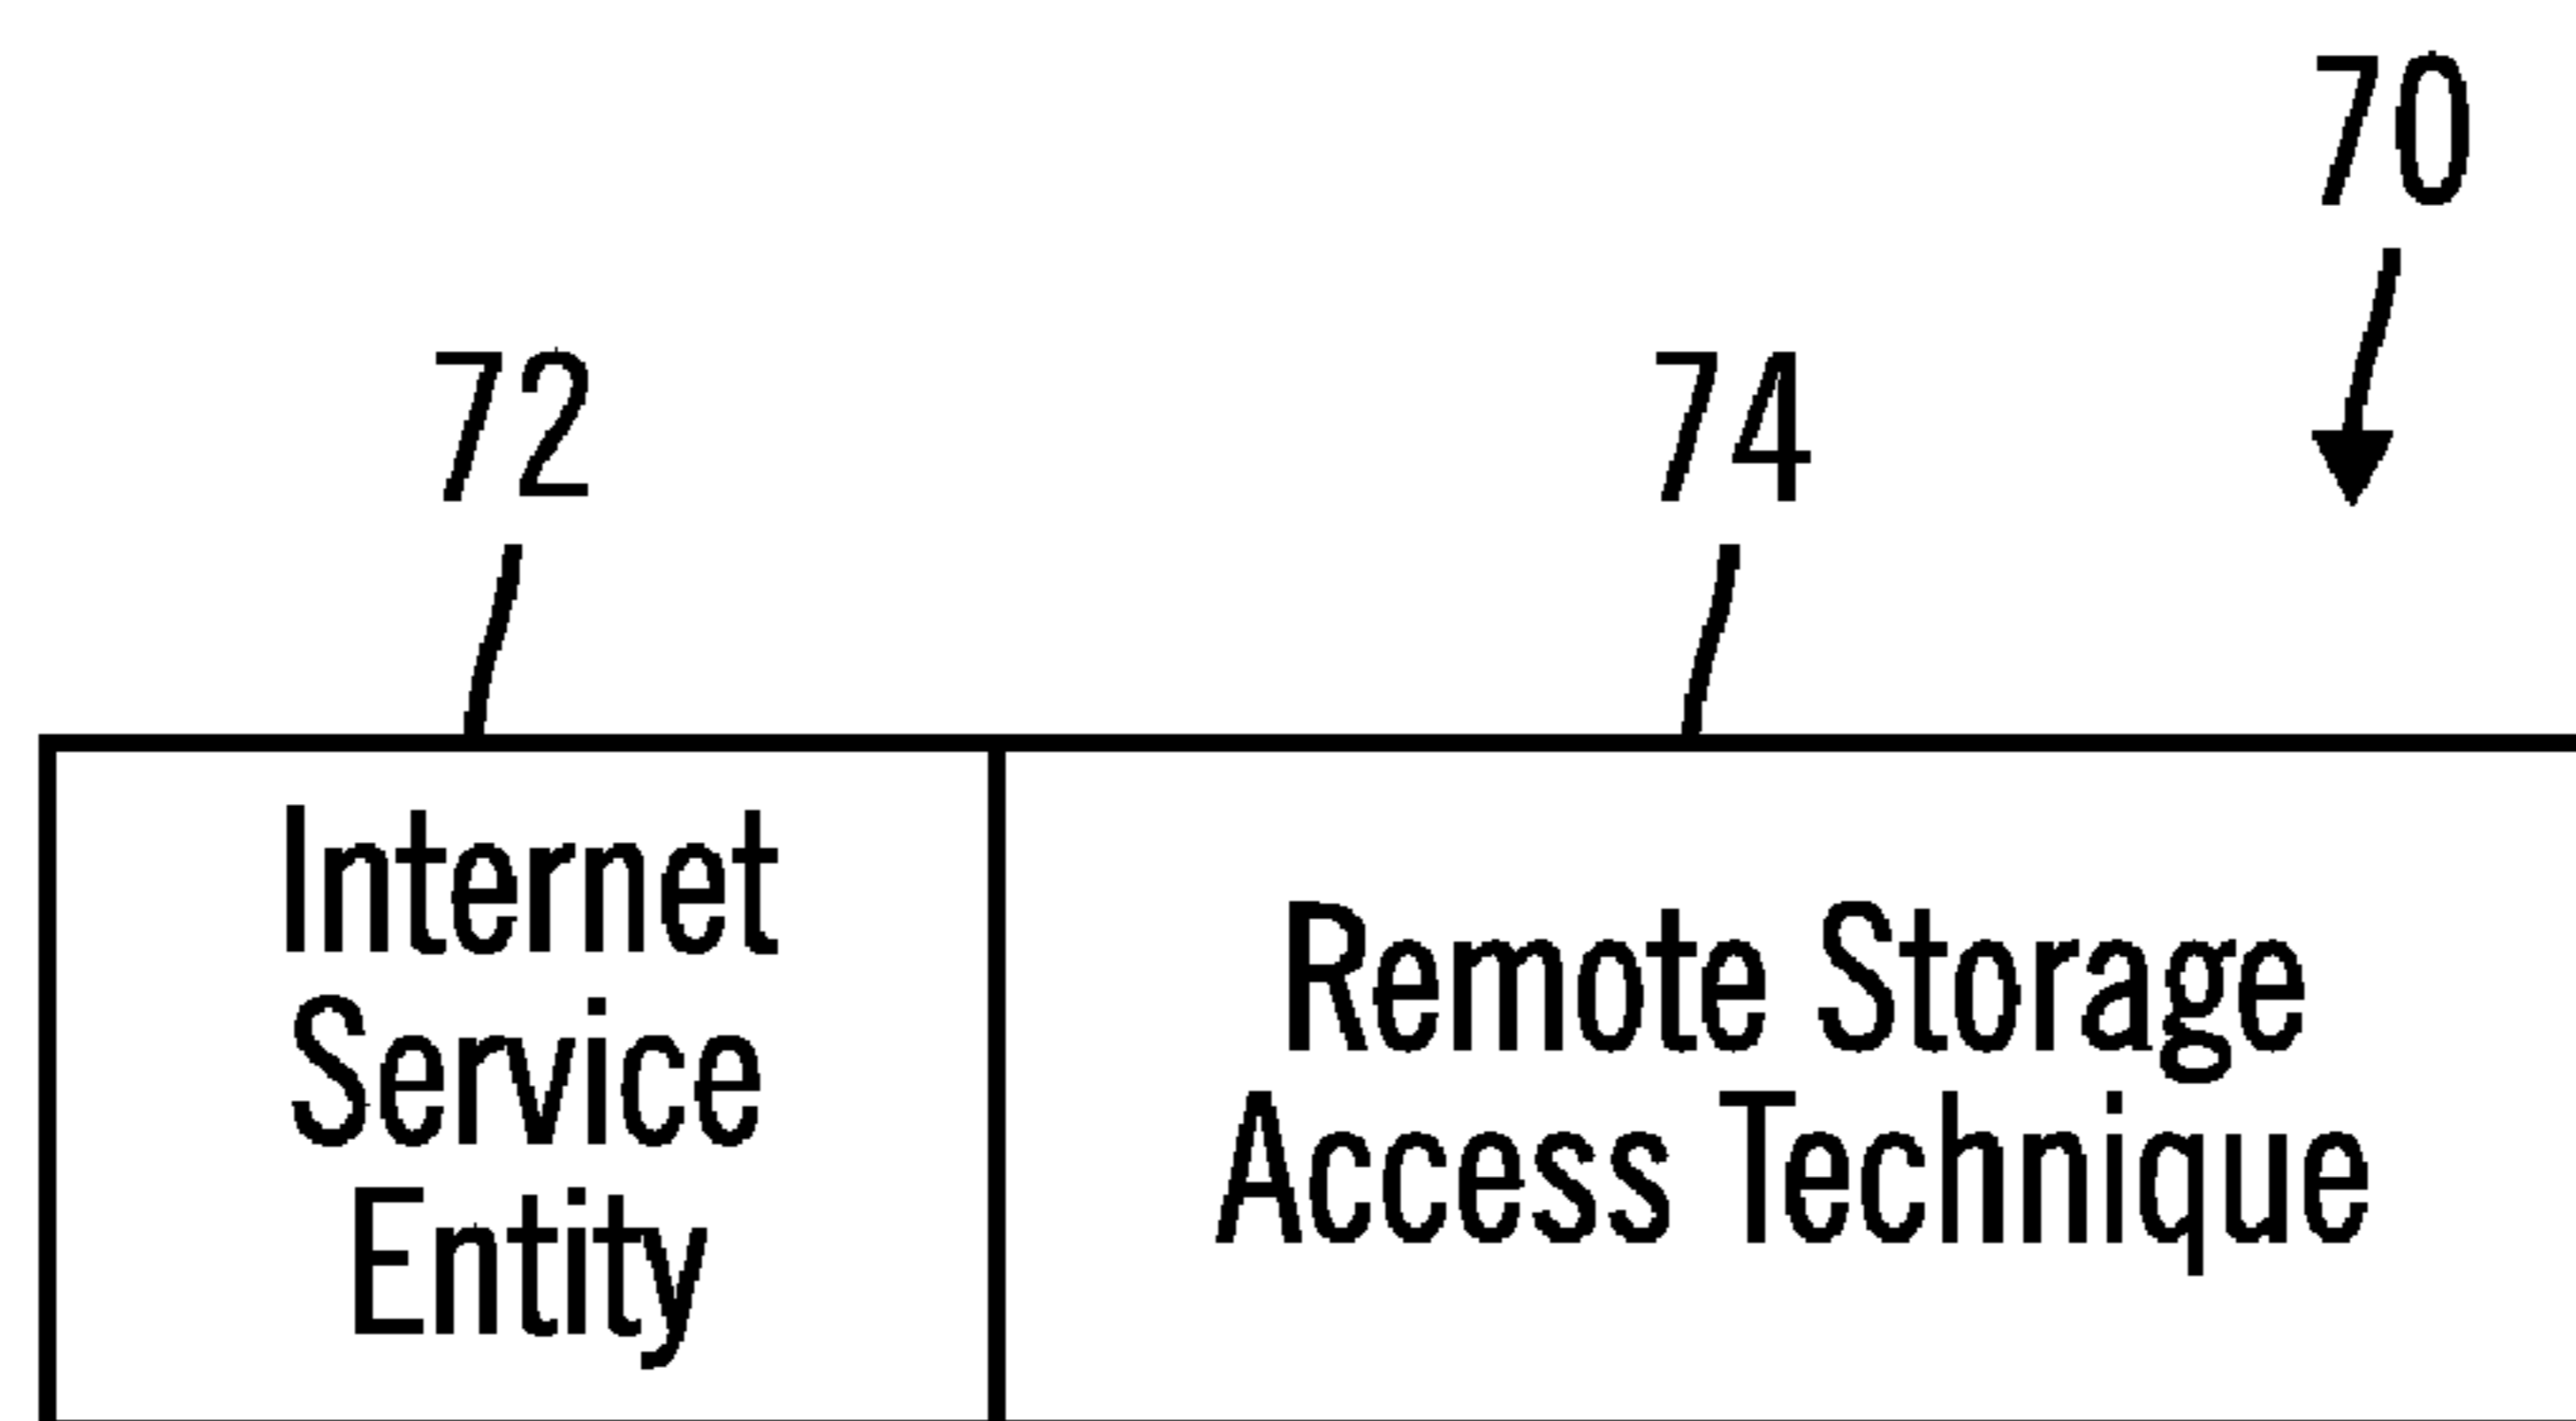 70
72
74
Internet
Service
Entity
Remote Storage
Access Technique